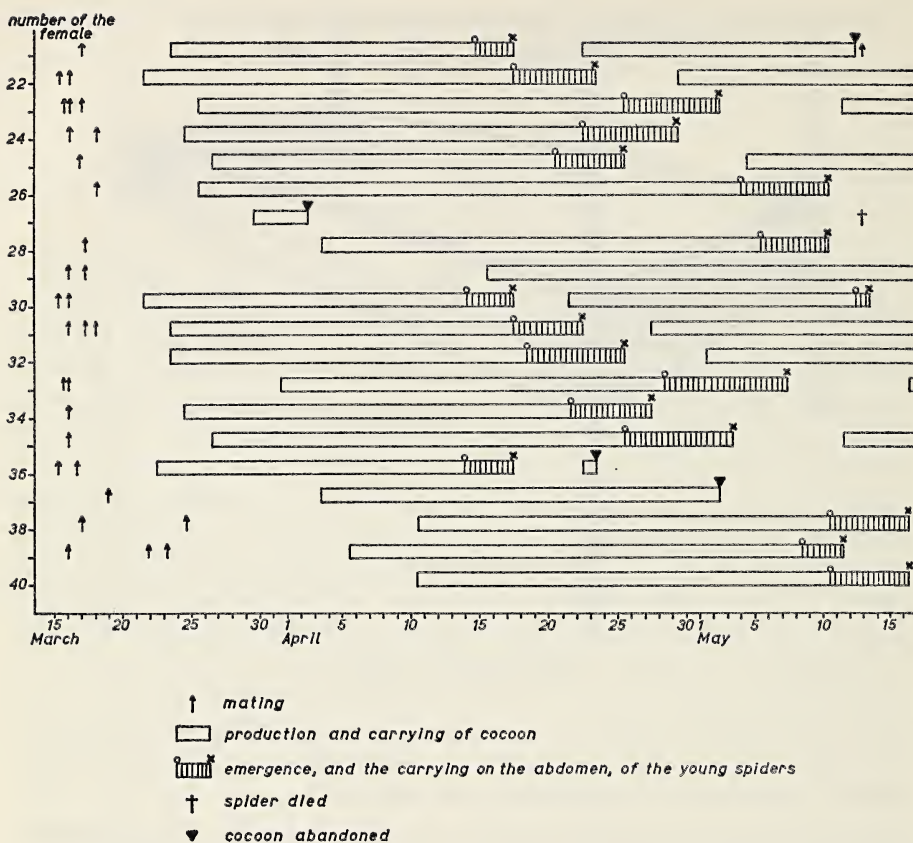 number of the
female
22
24
26
28
30
32
34
36
38
40
15 20 25 30 1 5 10 15 20 25 30 1 5 10 15
March April May
mating
production and carrying of cocoon
emergence, and the carrying on the abdomen, of the young spiders
spider died
cocoon abandoned